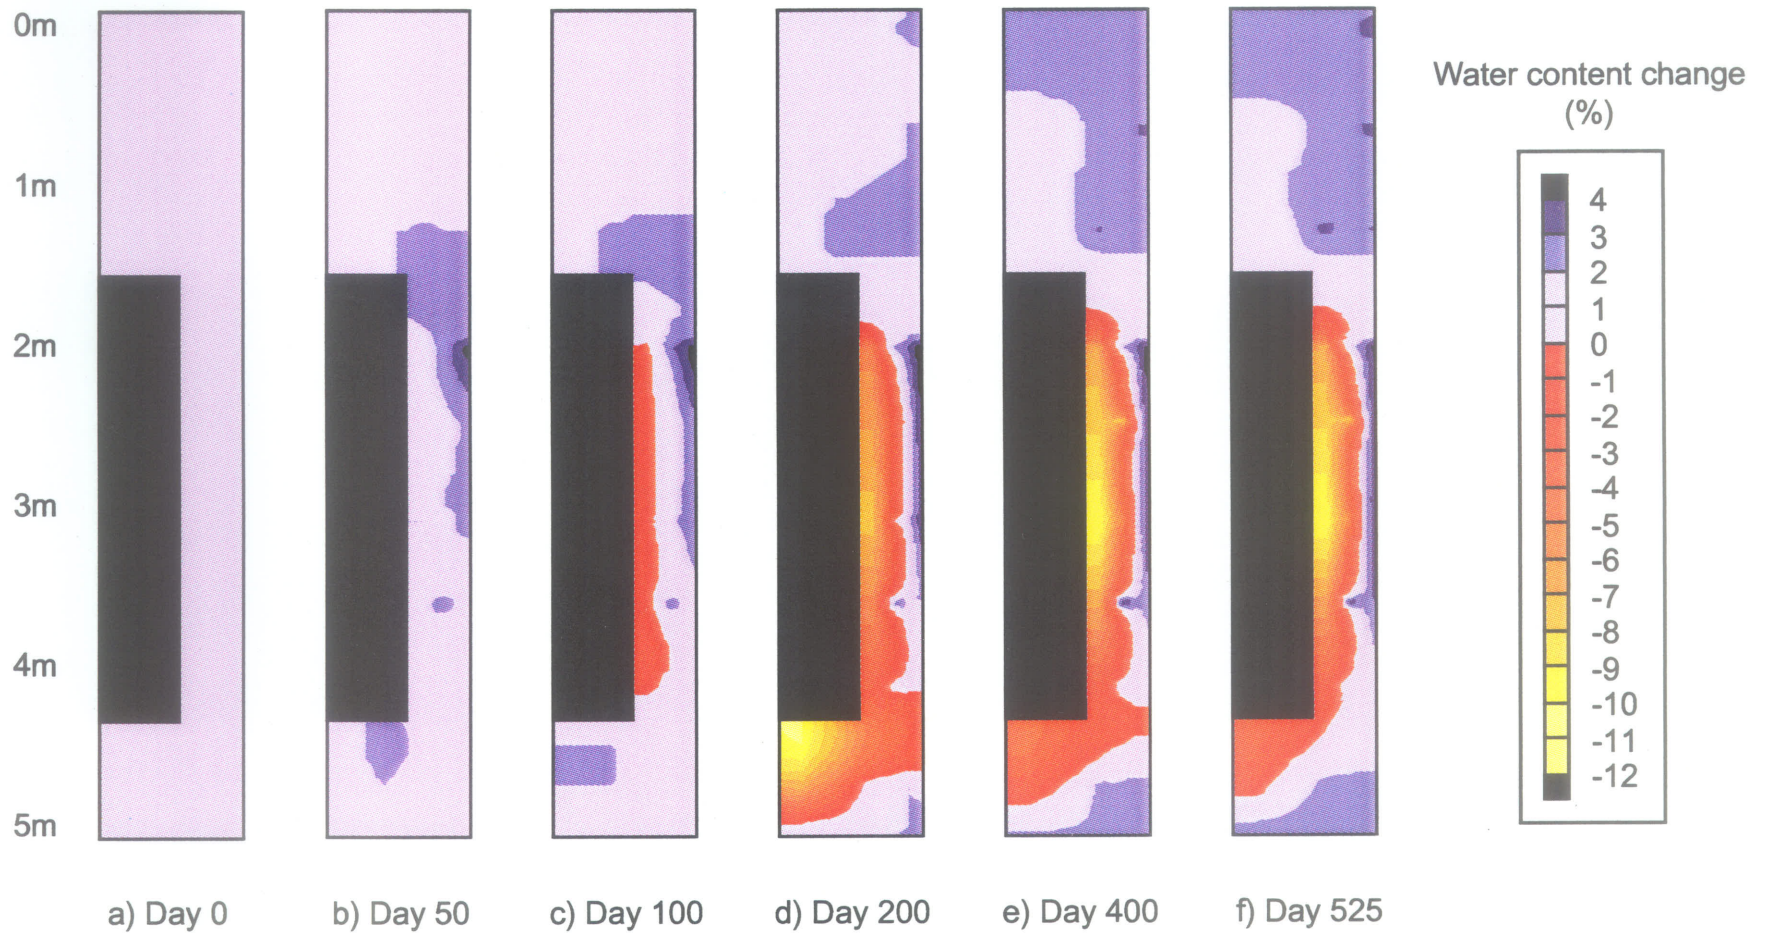 0m
1m
2m
3m
4m
5m
Water content change
(%)
4
3
2
1
0
-1
-2
-3
-4
-5
-6
-7
-8
-9
-10
-11
-12
a) Day 0
b) Day 50
c) Day 100
d) Day 200
e) Day 400
f) Day 525